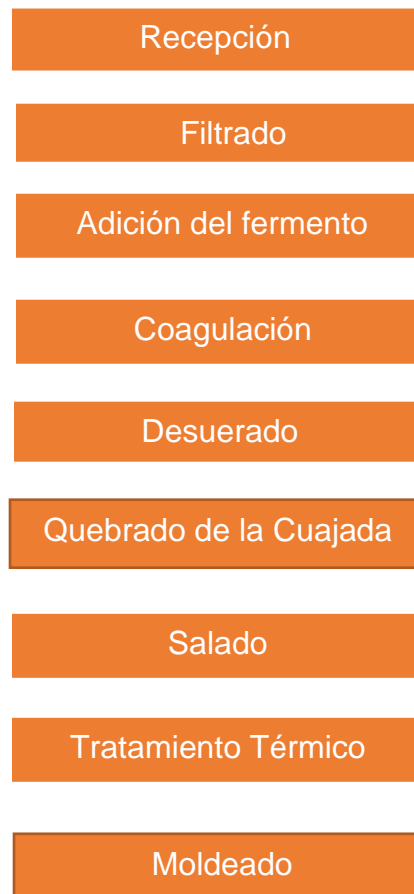 Recepción
Filtrado
Adición del fermento
Coagulación
Desuerado
Quebrado de la Cuajada
Salado
Tratamiento Térmico
Moldeado